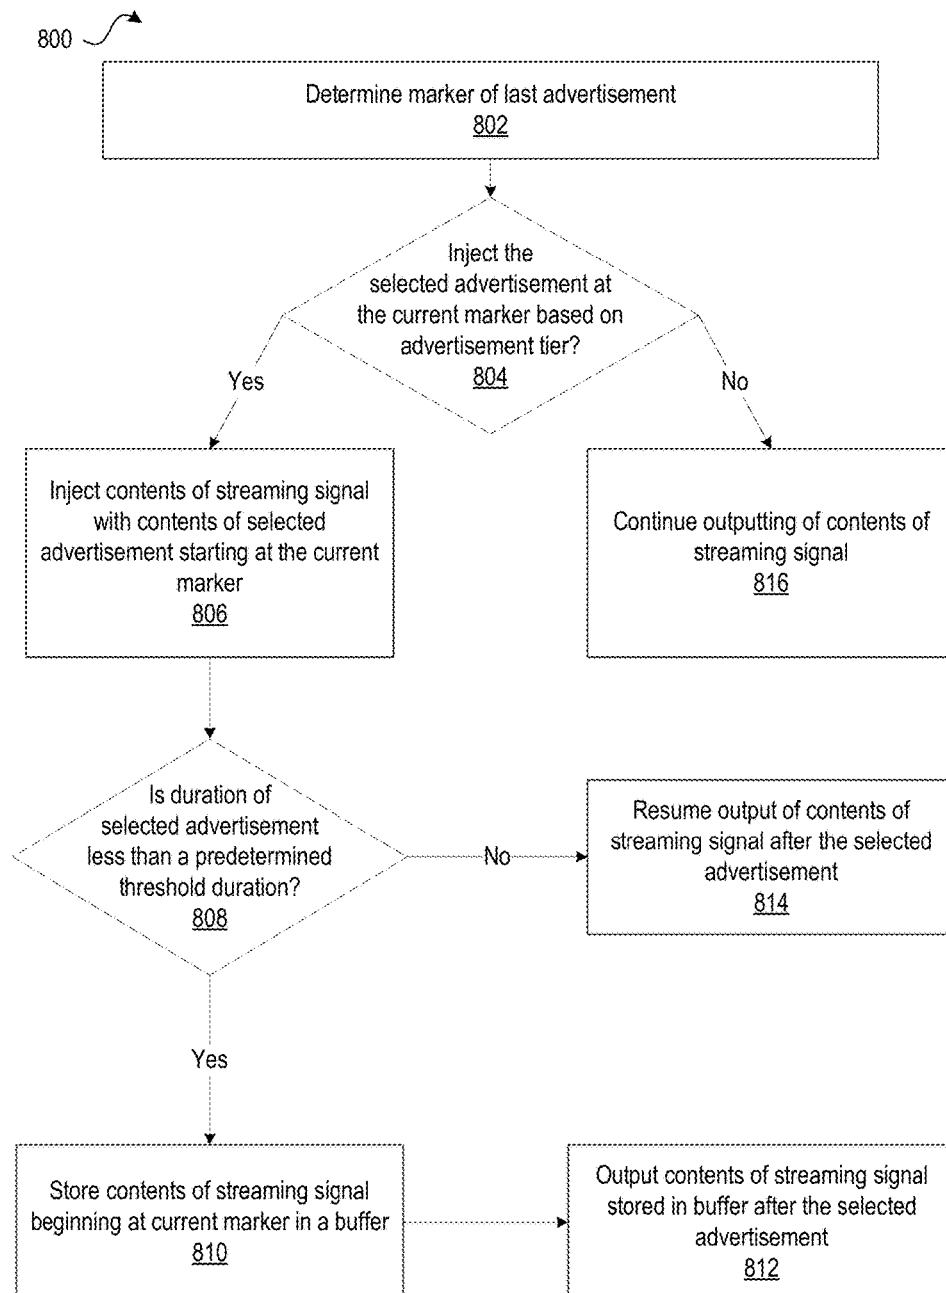 800
Determine marker of last advertisement
802
Inject the
selected advertisement at
the current marker based on
advertisement tier?
804
Yes
No
Inject contents of streaming signal
with contents of selected
advertisement starting at the current
marker
806
Continue outputting of contents of
streaming signal
816
Is duration of
selected advertisement
less than a predetermined
threshold duration?
808
No
Resume output of contents of
streaming signal after the selected
advertisement
814
Yes
Store contents of streaming signal
beginning at current marker in a buffer
810
Output contents of streaming signal
stored in buffer after the selected
advertisement
812